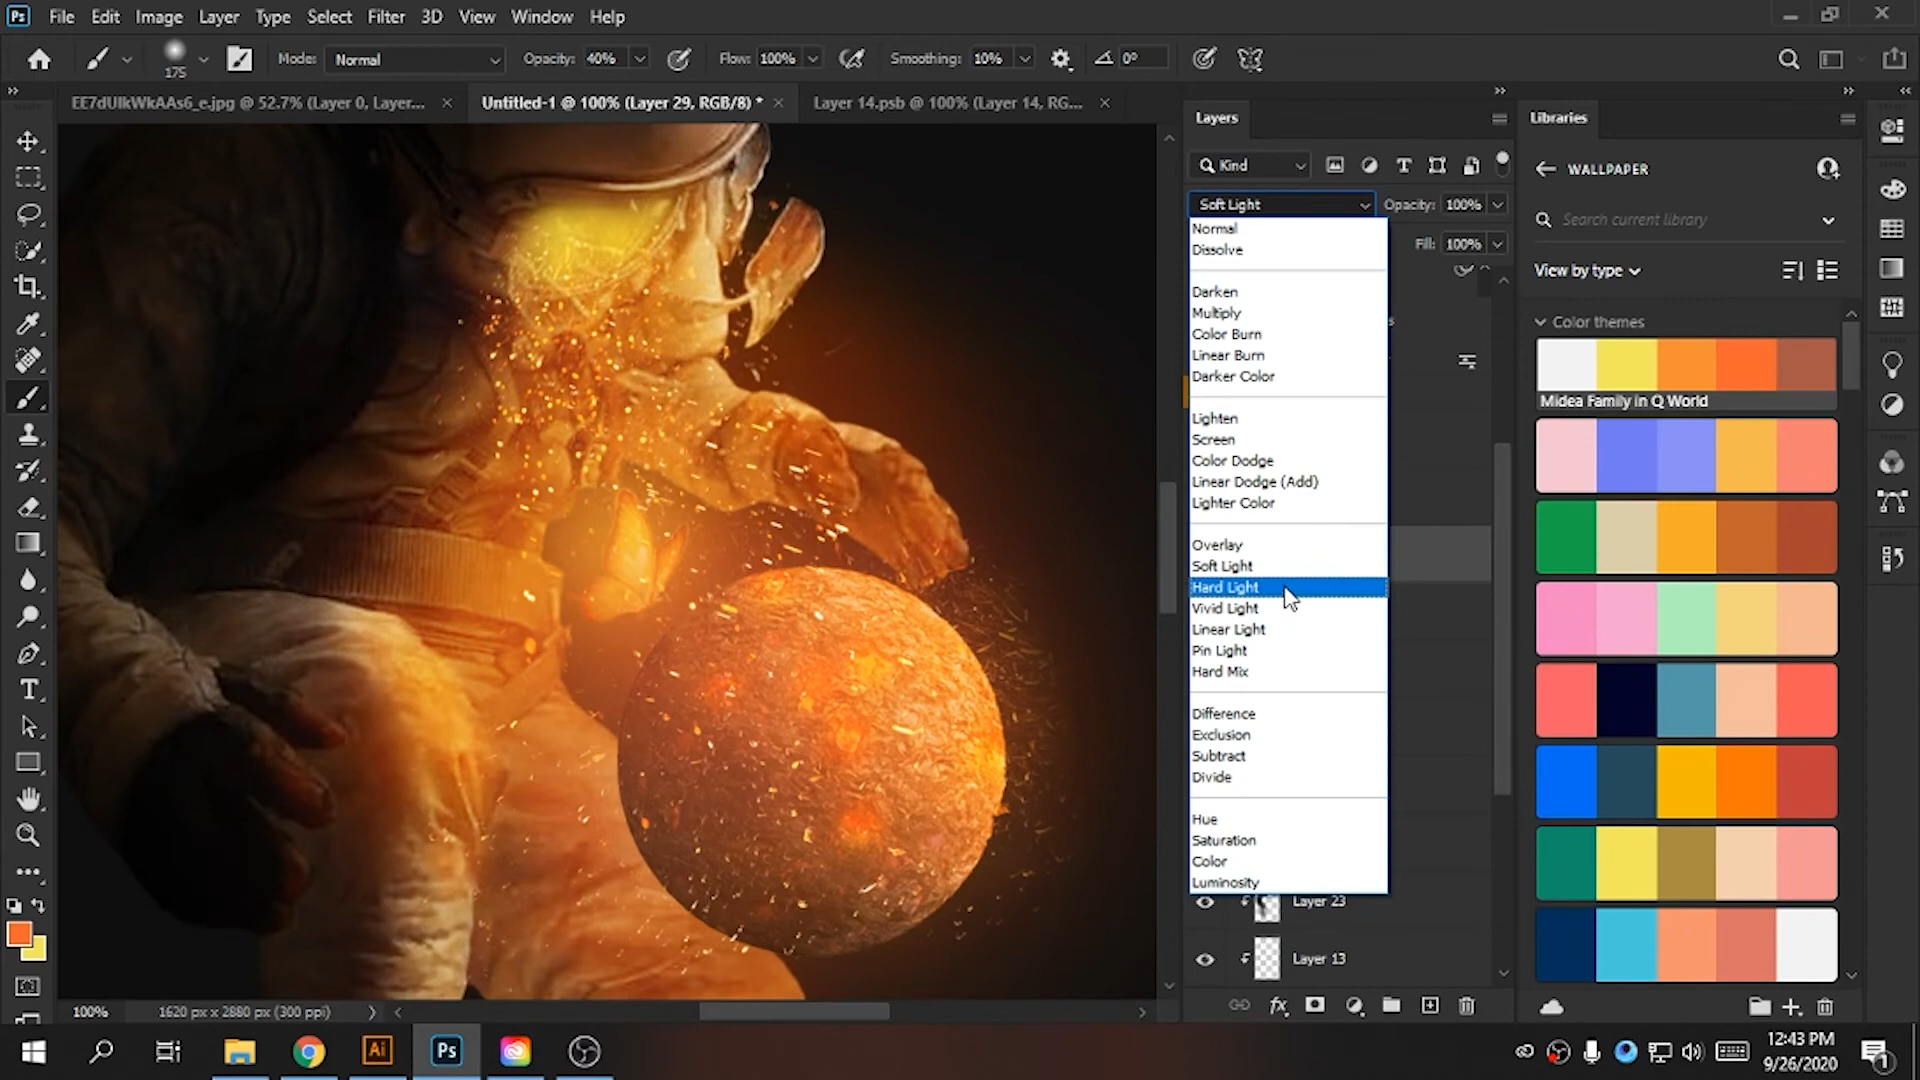 Ps File Edit Image Layer Type Select Filter 3D View Window Help
175 Mode: Normal Opacity: 40% Flow: 100% Smoothing: 10% 0°
EE7dUIkWkAAs6_e.jpg @ 52.7% (Layer 0, Layer... × Untitled-1 @ 100% (Layer 29, RGB/8) * × Layer 14.psb @ 100% (Layer 14, RG... ×
Layers
Kind
Soft Light Opacity: 100%
Fill: 100%
Normal
Dissolve
Darken
Multiply
Color Burn
Linear Burn
Darker Color
Lighten
Screen
Color Dodge
Linear Dodge (Add)
Lighter Color
Overlay
Soft Light
Hard Light
Vivid Light
Linear Light
Pin Light
Hard Mix
Difference
Exclusion
Subtract
Divide
Hue
Saturation
Color
Luminosity
Layer 23
Layer 13
fx
Libraries
WALLPAPER
Search current library
View by type
Color themes
Midea Family in Q World
T
100% 1620 px x 2880 px (300 ppi)
Ai Ps
12:43 PM
9/26/2020
1